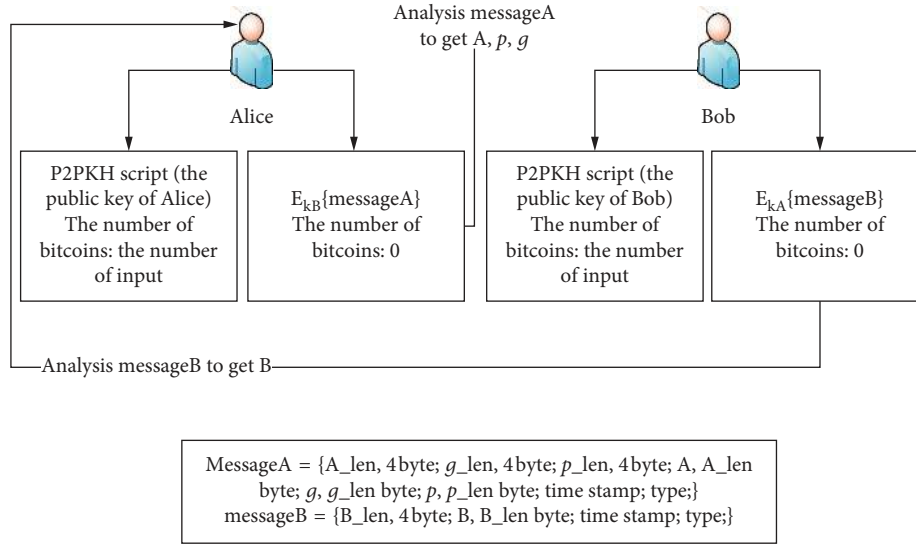 Analysis messageA
to get A, p, g
Alice
Bob
P2PKH script (the
public key of Alice)
The number of
bitcoins: the number
of input
E_kB{messageA}
The number of
bitcoins: 0
P2PKH script (the
public key of Bob)
The number of
bitcoins: the number
of input
E_kA{messageB}
The number of
bitcoins: 0
Analysis messageB to get B
MessageA = {A_len, 4 byte; g_len, 4 byte; p_len, 4 byte; A, A_len
byte; g, g_len byte; p, p_len byte; time stamp; type;}
messageB = {B_len, 4 byte; B, B_len byte; time stamp; type;}